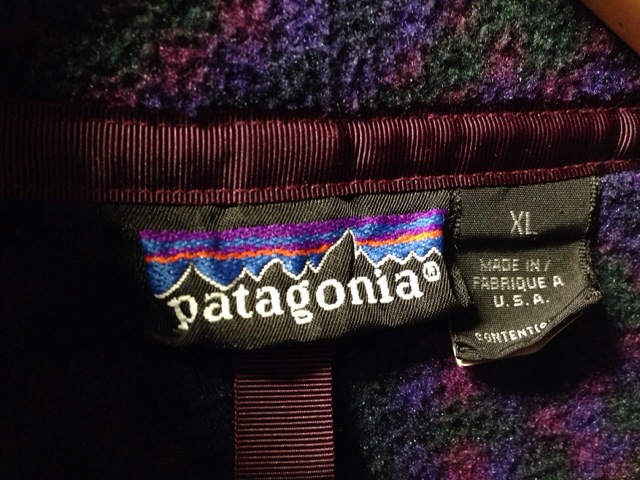 patagonia®
XL
MADE IN/
FABRIQUE A
U.S.A.
CONTENT(